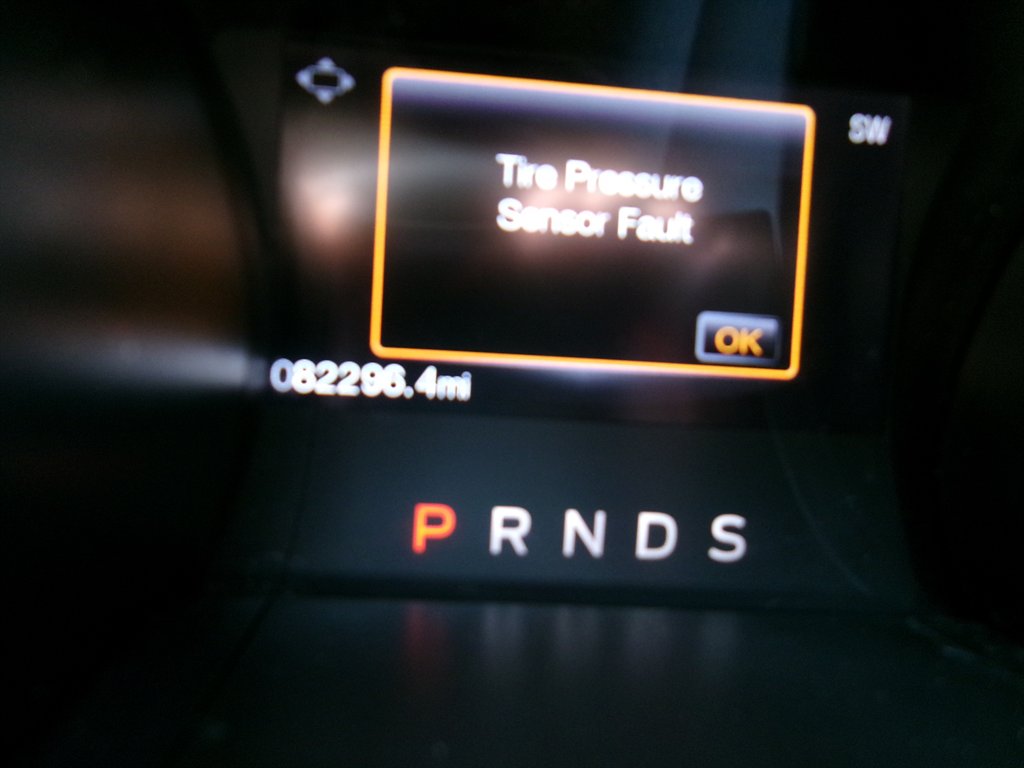 SW
Tire Pressure
Sensor Fault
OK
082296.4mi
P R N D S